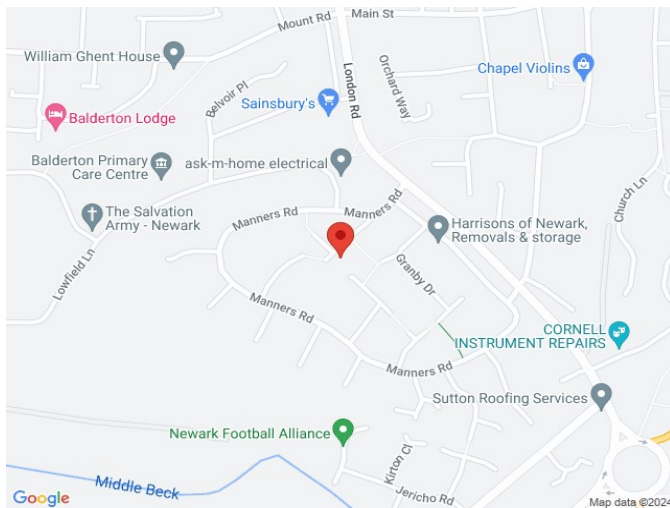 Mount Rd
Main St
William Ghent House
London Rd
Orchard Way
Chapel Violins
Belvoir Pl
Sainsbury's
Balderton Lodge
Balderton Primary
Care Centre
ask-m-home electrical
Church Ln
Manners Rd
Manners Rd
The Salvation
Army - Newark
Harrisons of Newark,
Removals & storage
Lowfield Ln
Granby Dr
Manners Rd
CORNELL
INSTRUMENT REPAIRS
Manners Rd
Sutton Roofing Services
Newark Football Alliance
Kirton Cl
Middle Beck
Jericho Rd
Google
Map data ©2024